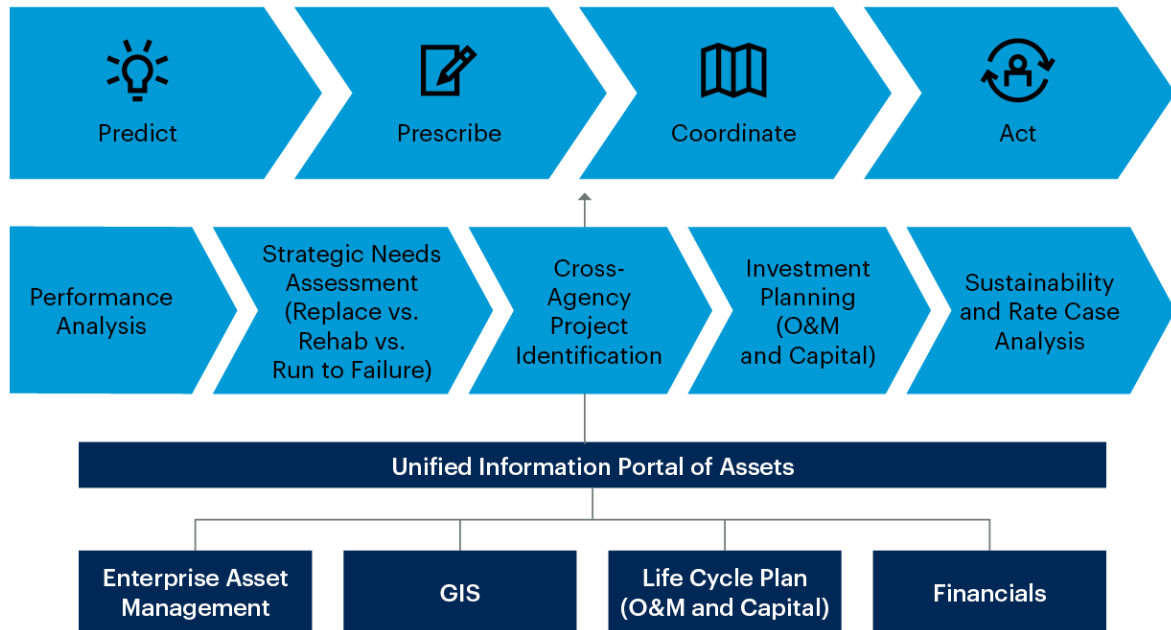 Predict
Prescribe
Coordinate
Act
Performance
Analysis
Strategic Needs
Assessment
(Replace vs.
Rehab vs.
Run to Failure)
Cross-
Agency
Project
Identification
Investment
Planning
(O&M
and Capital)
Sustainability
and Rate Case
Analysis
Unified Information Portal of Assets
Enterprise Asset
Management
GIS
Life Cycle Plan
(O&M and Capital)
Financials